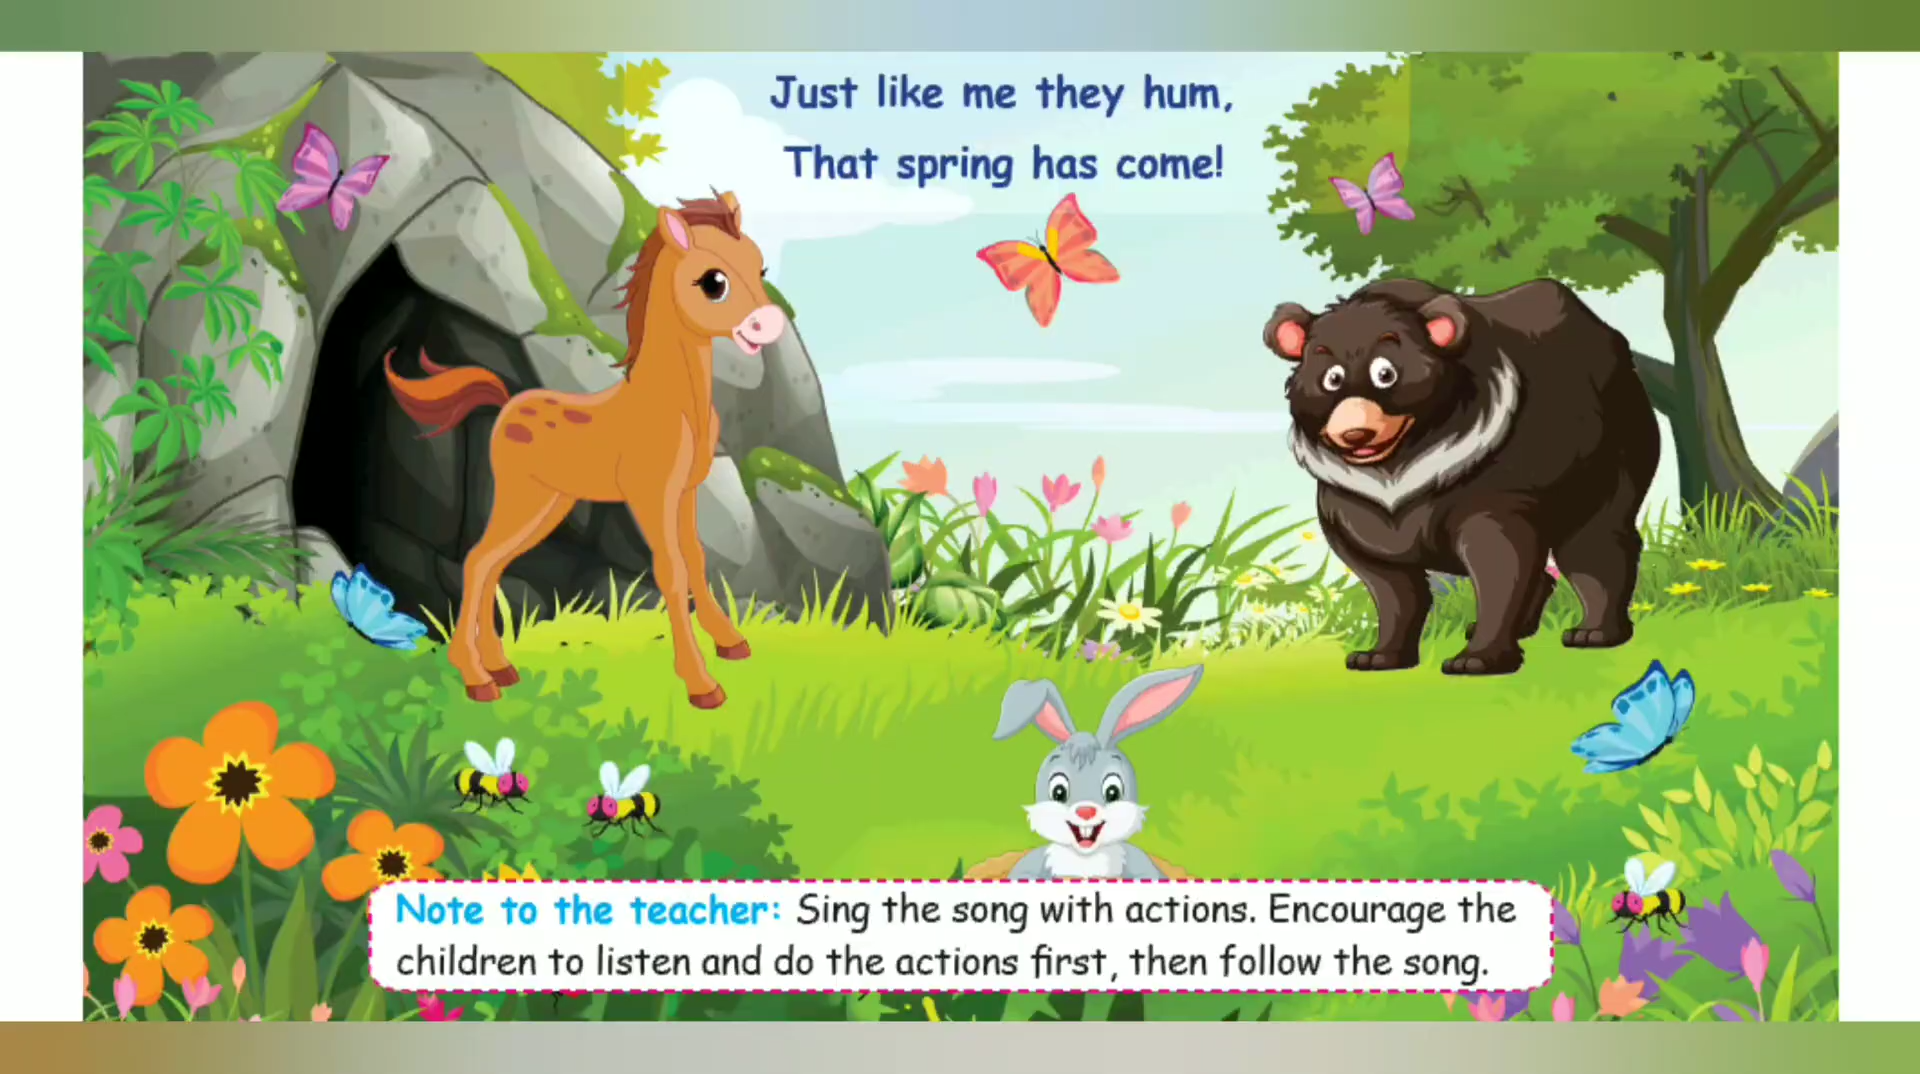 Just like me they hum,
That spring has come!
Note to the teacher: Sing the song with actions. Encourage the
children to listen and do the actions first, then follow the song.